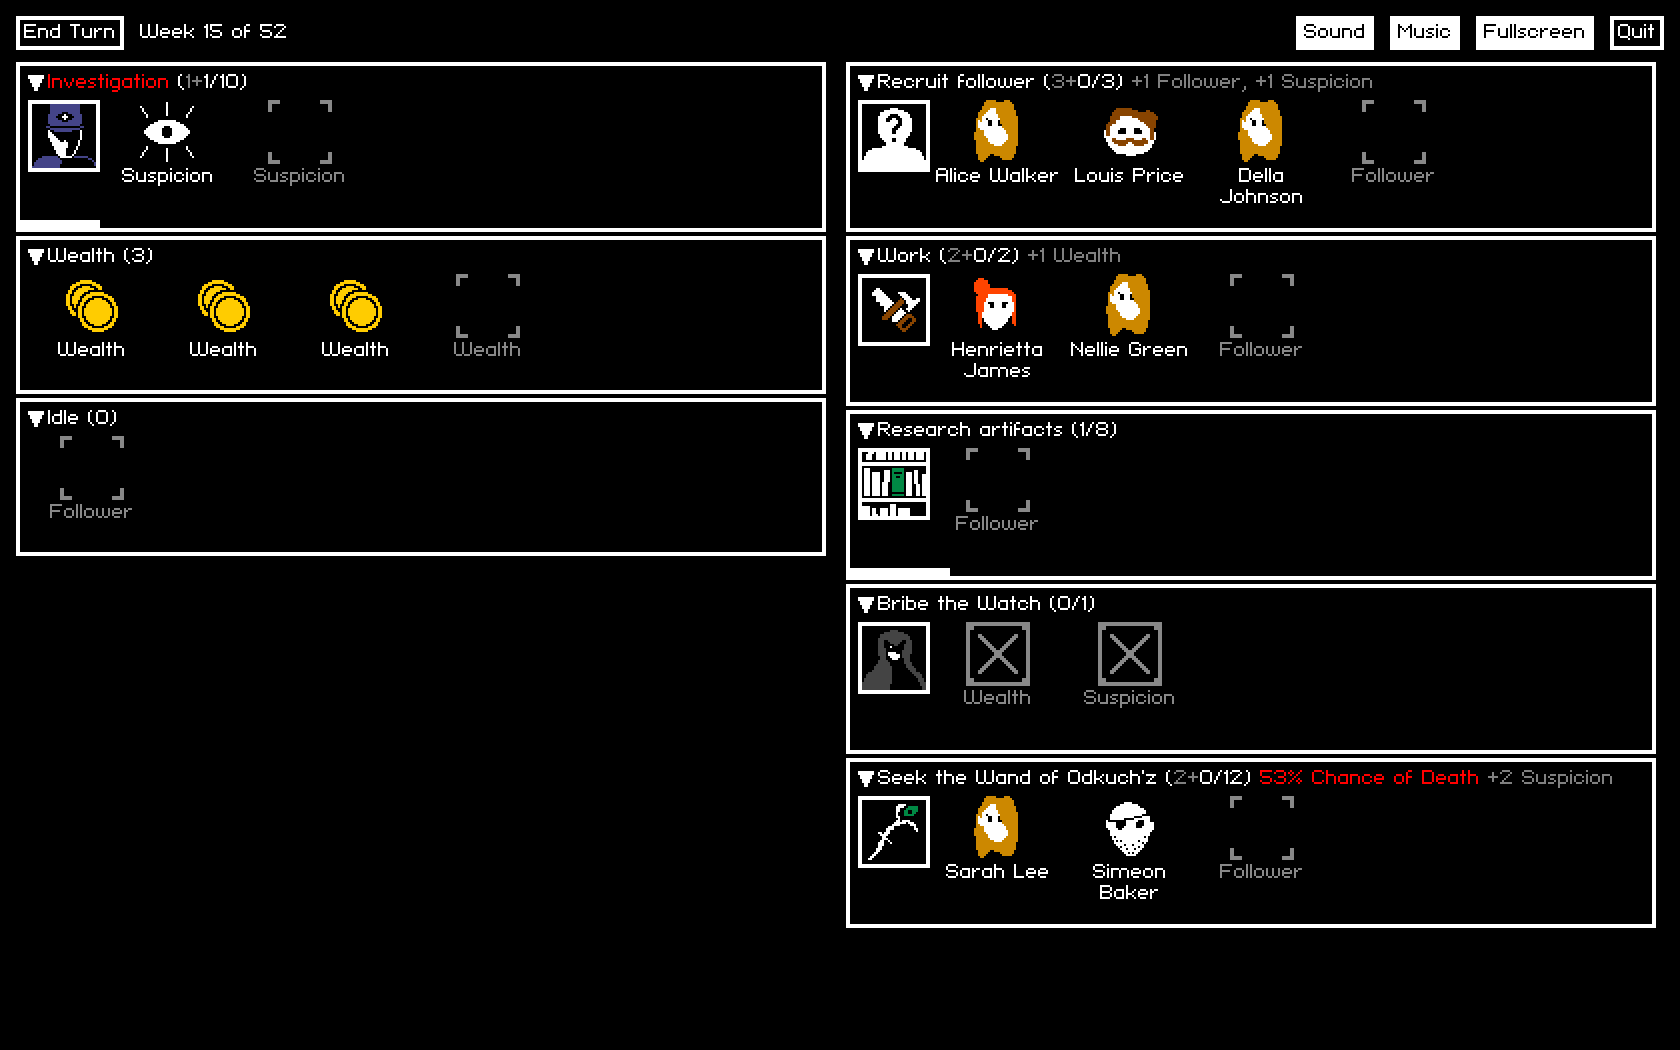 End Turn Week 15 of 52
Sound Music Fullscreen Quit
Investigation (1+1/10)
Suspicion Suspicion
Wealth (3)
Wealth Wealth Wealth Wealth
Idle (0)
Follower
Recruit follower (3+0/3) +1 Follower, +1 Suspicion
Alice Walker Louis Price Della Johnson Follower
Work (2+0/2) +1 Wealth
Henrietta James Nellie Green Follower
Research artifacts (1/8)
Follower
Bribe the Watch (0/1)
Wealth Suspicion
Seek the Wand of Odkuch'z (2+0/12) 53% Chance of Death +2 Suspicion
Sarah Lee Simeon Baker Follower